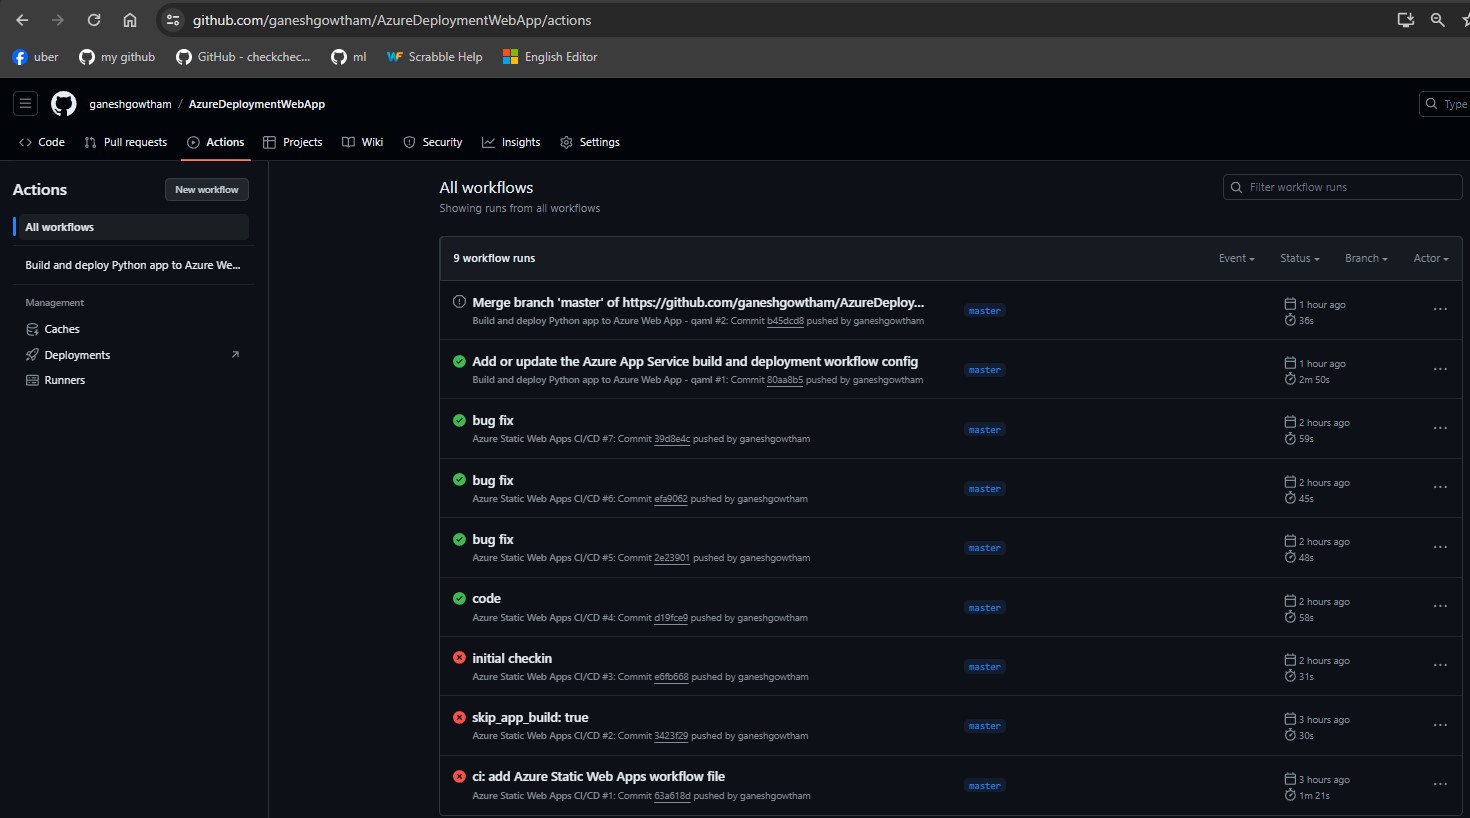 github.com/ganeshgowtham/AzureDeploymentWebApp/actions
uber my github GitHub - checkchec... ml WF Scrabble Help English Editor
ganeshgowtham / AzureDeploymentWebApp
Type
Code Pull requests Actions Projects Wiki Security Insights Settings
Actions New workflow
All workflows
Build and deploy Python app to Azure We...
Management
Caches
Deployments
Runners
All workflows
Showing runs from all workflows
Filter workflow runs
9 workflow runs Event Status Branch Actor
Merge branch 'master' of https://github.com/ganeshgowtham/AzureDeploy...
Build and deploy Python app to Azure Web App - qaml #2: Commit b45dcd8 pushed by ganeshgowtham
master
1 hour ago
36s
Add or update the Azure App Service build and deployment workflow config
Build and deploy Python app to Azure Web App - qaml #1: Commit 80aa8b5 pushed by ganeshgowtham
master
1 hour ago
2m 50s
bug fix
Azure Static Web Apps CI/CD #7: Commit 39d8e4c pushed by ganeshgowtham
master
2 hours ago
59s
bug fix
Azure Static Web Apps CI/CD #6: Commit efa9062 pushed by ganeshgowtham
master
2 hours ago
45s
bug fix
Azure Static Web Apps CI/CD #5: Commit 2e23901 pushed by ganeshgowtham
master
2 hours ago
48s
code
Azure Static Web Apps CI/CD #4: Commit d19fce9 pushed by ganeshgowtham
master
2 hours ago
58s
initial checkin
Azure Static Web Apps CI/CD #3: Commit e6fb668 pushed by ganeshgowtham
master
2 hours ago
31s
skip_app_build: true
Azure Static Web Apps CI/CD #2: Commit 3423f29 pushed by ganeshgowtham
master
3 hours ago
30s
ci: add Azure Static Web Apps workflow file
Azure Static Web Apps CI/CD #1: Commit 63a618d pushed by ganeshgowtham
master
3 hours ago
1m 21s